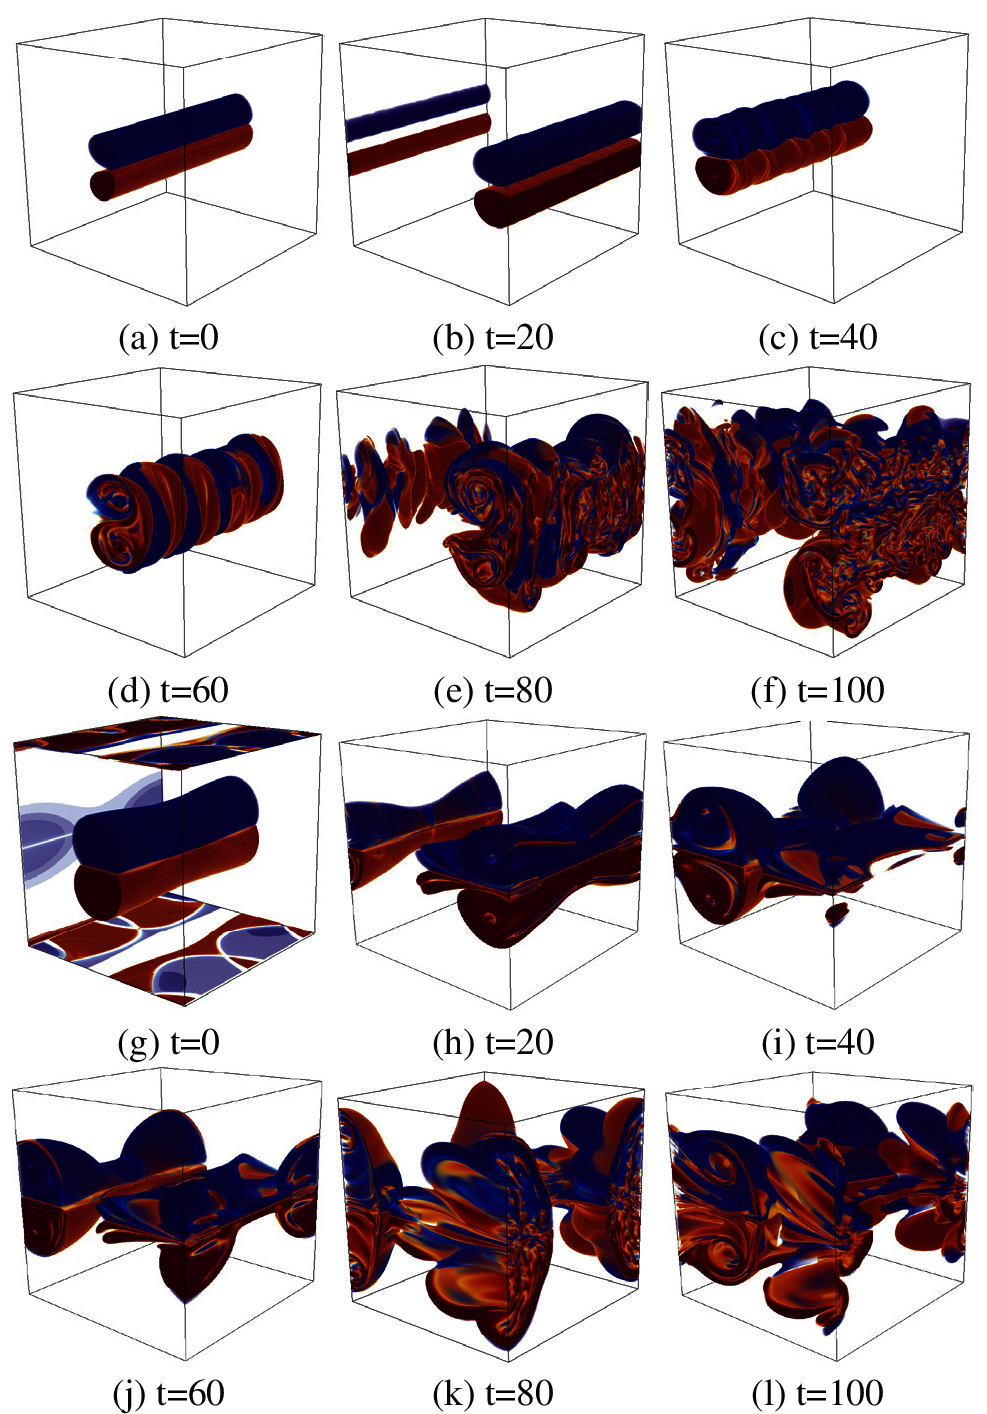 (a) t=0 (b) t=20 (c) t=40
(d) t=60 (e) t=80 (f) t=100
(g) t=0 (h) t=20 (i) t=40
(j) t=60 (k) t=80 (l) t=100